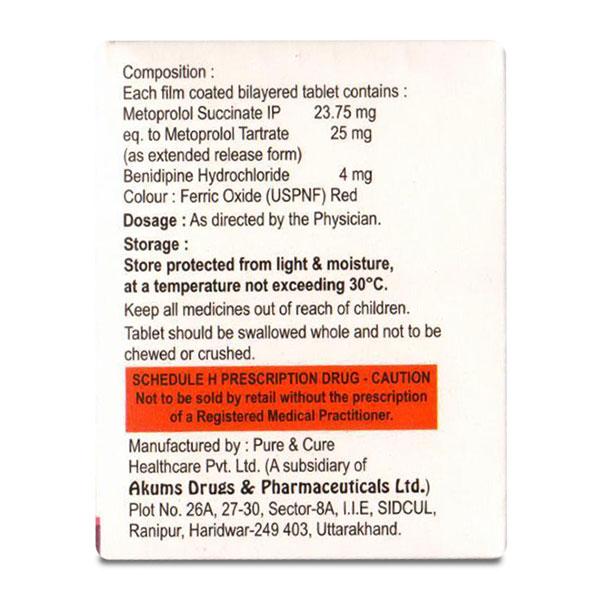 Composition :
Each film coated bilayered tablet contains :
Metoprolol Succinate IP 23.75 mg
eq. to Metoprolol Tartrate 25 mg
(as extended release form)
Benidipine Hydrochloride 4 mg
Colour : Ferric Oxide (USPNF) Red
Dosage : As directed by the Physician.
Storage :
Store protected from light & moisture,
at a temperature not exceeding 30°C.
Keep all medicines out of reach of children.
Tablet should be swallowed whole and not to be
chewed or crushed.
SCHEDULE H PRESCRIPTION DRUG - CAUTION
Not to be sold by retail without the prescription
of a Registered Medical Practitioner.
Manufactured by : Pure & Cure
Healthcare Pvt. Ltd. (A subsidiary of
Akums Drugs & Pharmaceuticals Ltd.)
Plot No. 26A, 27-30, Sector-8A, I.I.E, SIDCUL,
Ranipur, Haridwar-249 403, Uttarakhand.